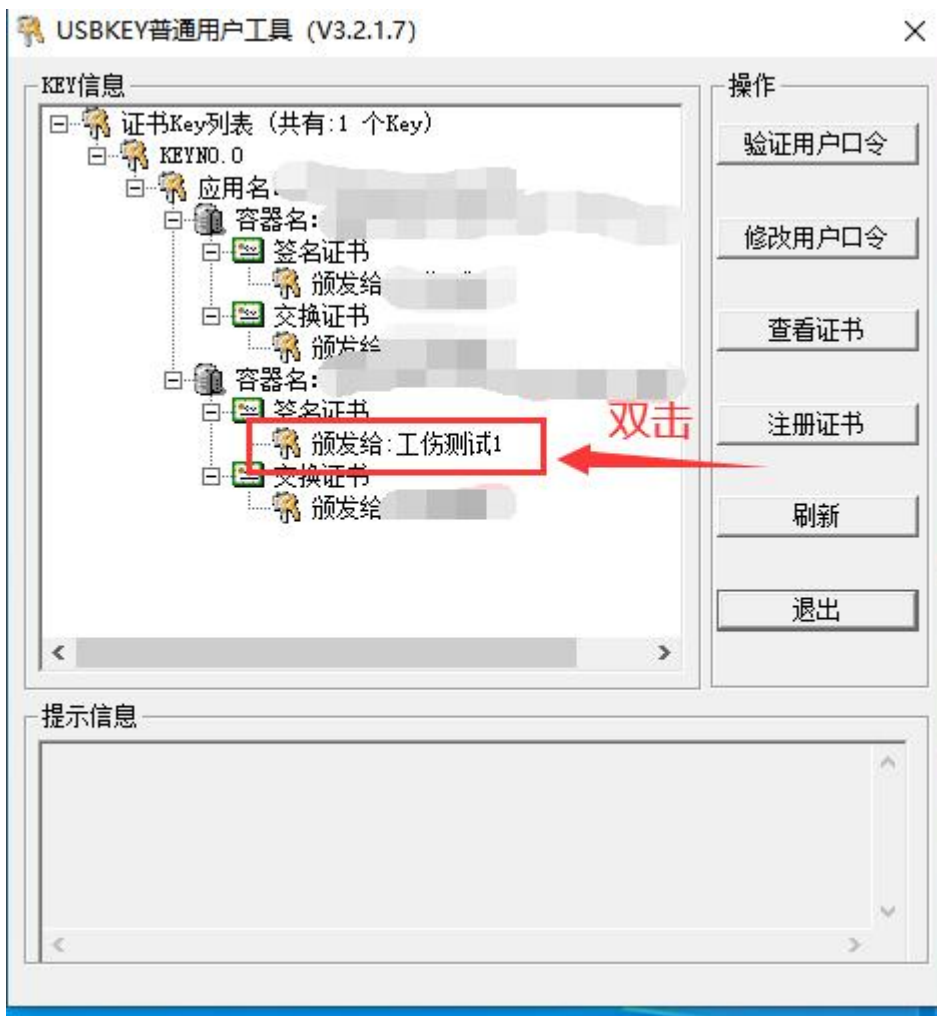 USBKEY普通用户工具 (V3.2.1.7)
KEY信息
证书Key列表 (共有:1 个Key)
KEYNO.0
应用名:
容器名:
签名证书
颁发给
交换证书
颁发给
容器名:
签名证书
颁发给:工伤测试1
交换证书
颁发给
双击
操作
验证用户口令
修改用户口令
查看证书
注册证书
刷新
退出
提示信息